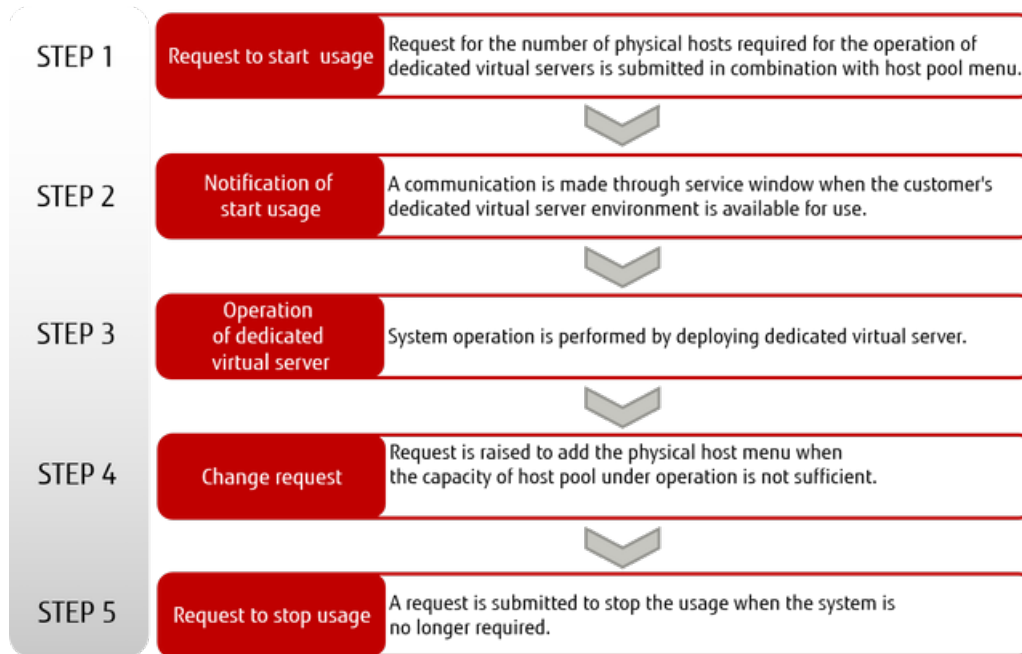 STEP 1
Request to start usage
Request for the number of physical hosts required for the operation of
dedicated virtual servers is submitted in combination with host pool menu.
STEP 2
Notification of
start usage
A communication is made through service window when the customer's
dedicated virtual server environment is available for use.
STEP 3
Operation
of dedicated
virtual server
System operation is performed by deploying dedicated virtual server.
STEP 4
Change request
Request is raised to add the physical host menu when
the capacity of host pool under operation is not sufficient.
STEP 5
Request to stop usage
A request is submitted to stop the usage when the system is
no longer required.